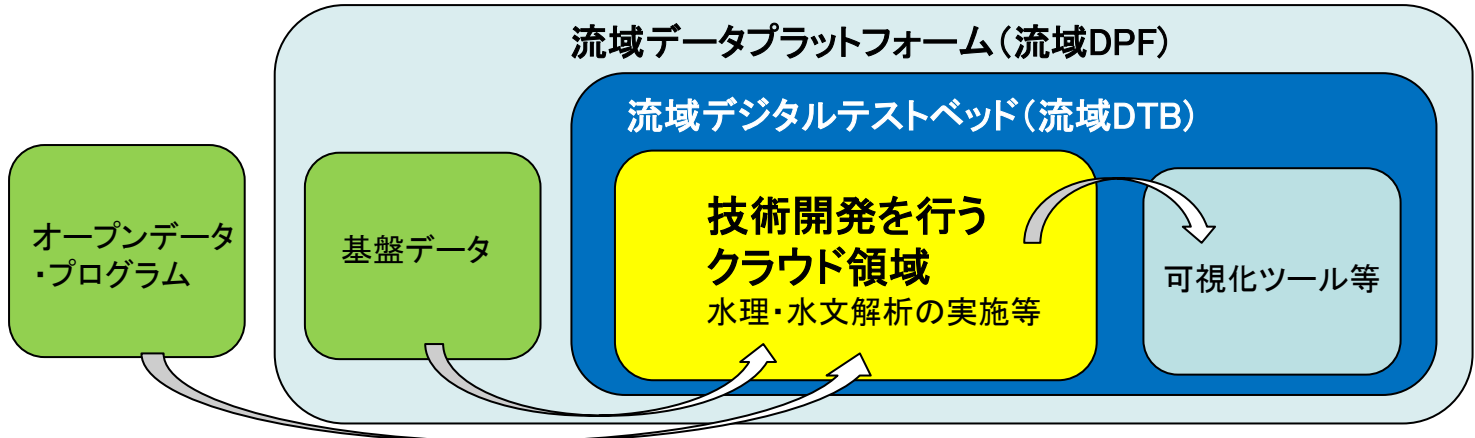 流域データプラットフォーム(流域DPF)
流域デジタルテストベッド(流域DTB)
オープンデータ
・プログラム
基盤データ
技術開発を行う
クラウド領域
水理・水文解析の実施等
可視化ツール等